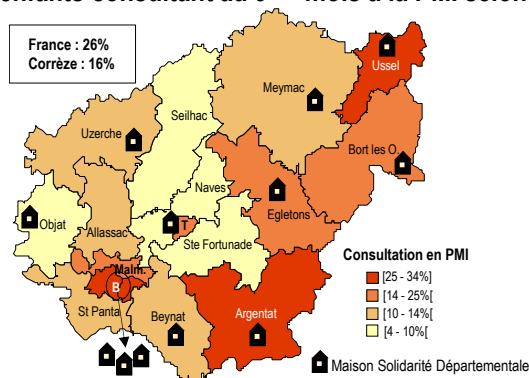 France : 26%
Corrèze : 16%
Ussel
Meymac
Seilhac
Uzerche
Bort les O.
Naves
Egletons
Objat
Allassac
T
Ste Fortunade
Malm.
B
St Panta
Beynat
Argentat
Consultation en PMI
[25 - 34%]
[14 - 25%[
[10 - 14%[
[4 - 10%[
Maison Solidarité Départementale